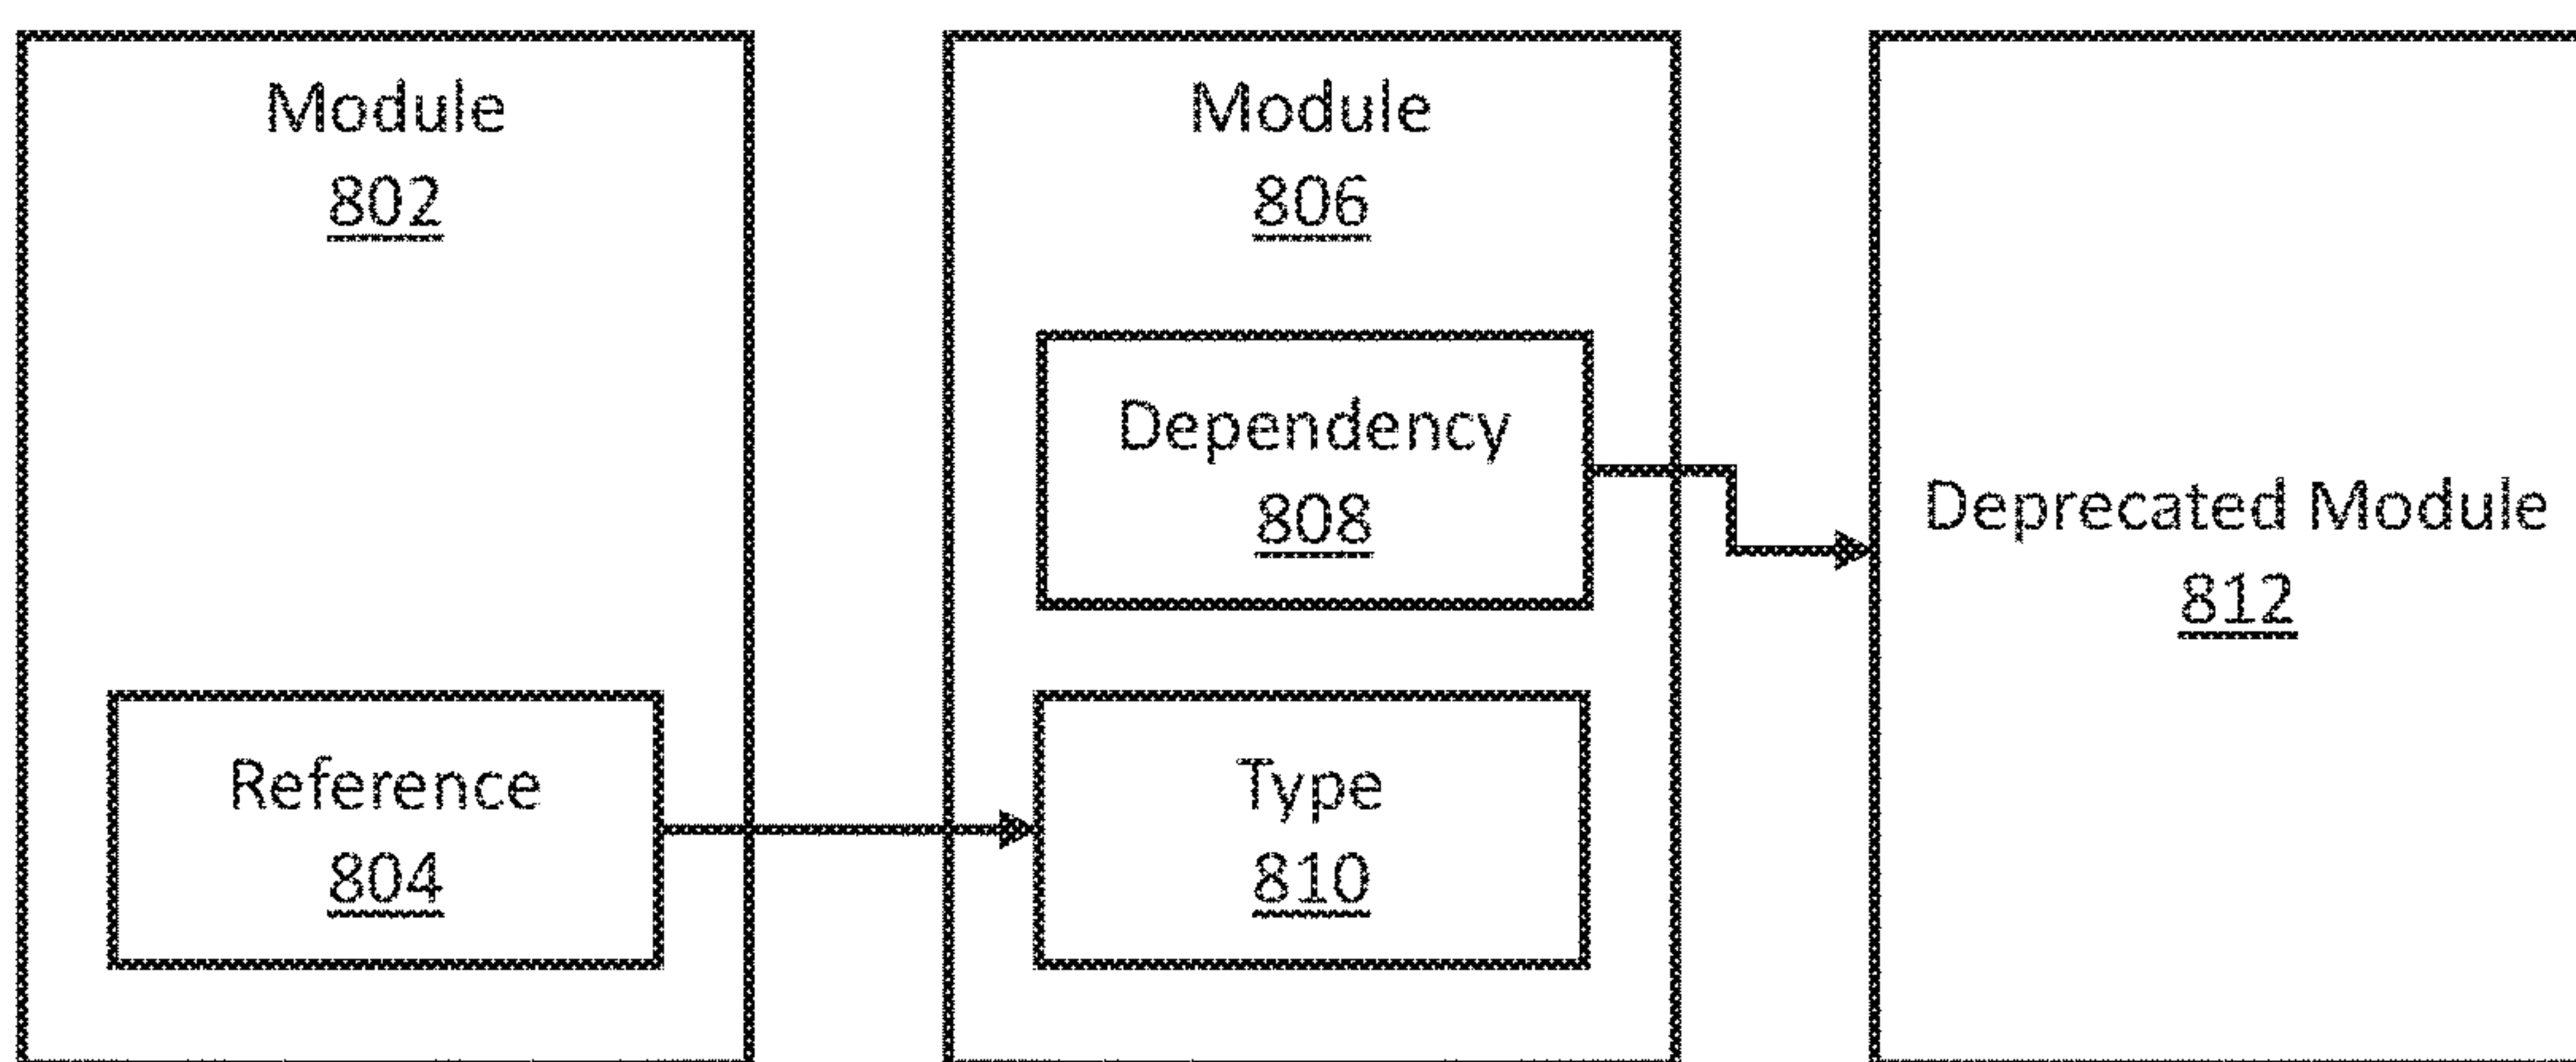 Module
802
Reference
804
Module
806
Dependency
808
Type
810
Deprecated Module
812